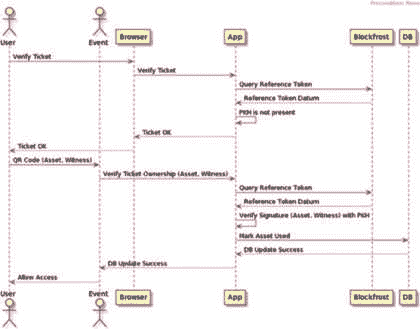 Precondition: None
User
Event
Browser
App
Blockfrost
DB
Verify Ticket
Verify Ticket
Query Reference Token
Reference Token Datum
PKH is not present
Ticket OK
Ticket OK
QR Code (Asset, Witness)
Verify Ticket Ownership (Asset, Witness)
Query Reference Token
Reference Token Datum
Verify Signature (Asset, Witness) with PKH
Mark Asset Used
DB Update Success
DB Update Success
Allow Access
User
Event
Browser
App
Blockfrost
DB